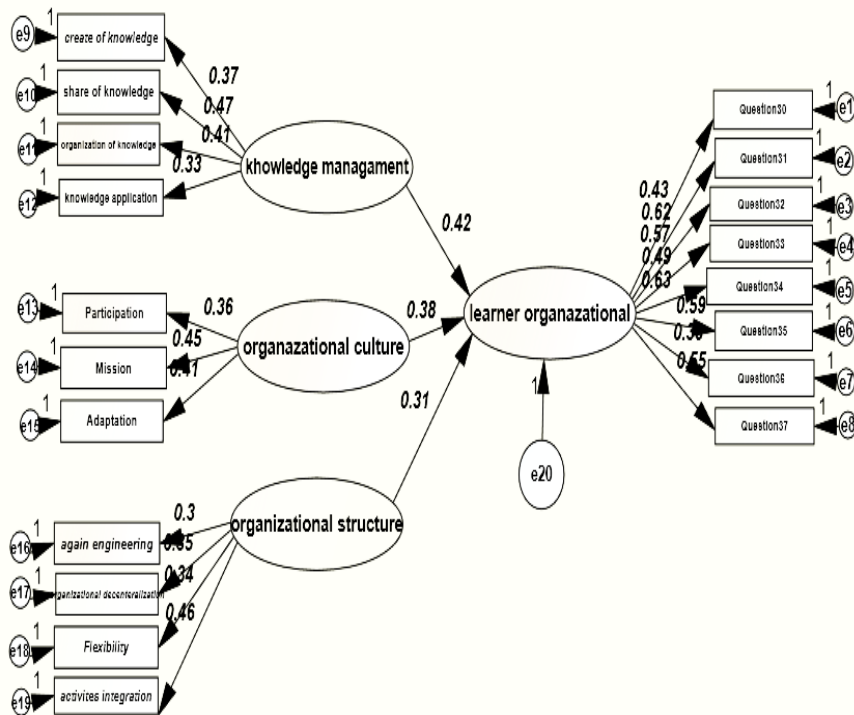 e9
1
create of knowledge
e10
1
share of knowledge
e11
1
organization of knowledge
e12
1
knowledge application
0.37
0.47
0.41
0.33
khowledge managament
0.42
e13
1
Participation
e14
1
Mission
e15
1
Adaptation
0.36
0.45
0.41
organazational culture
0.38
e16
1
again engineering
e17
1
rganizational decenteralization
e18
1
Flexibility
e19
1
activites integration
0.3
0.34
0.46
organizational structure
0.31
learner organazational
1
e20
0.43
0.62
0.57
0.49
0.63
0.59
0.55
Question30
1
e1
Question31
1
e2
Question32
1
e3
Question33
1
e4
Question34
1
e5
Question35
1
e6
Question36
1
e7
Question37
1
e8